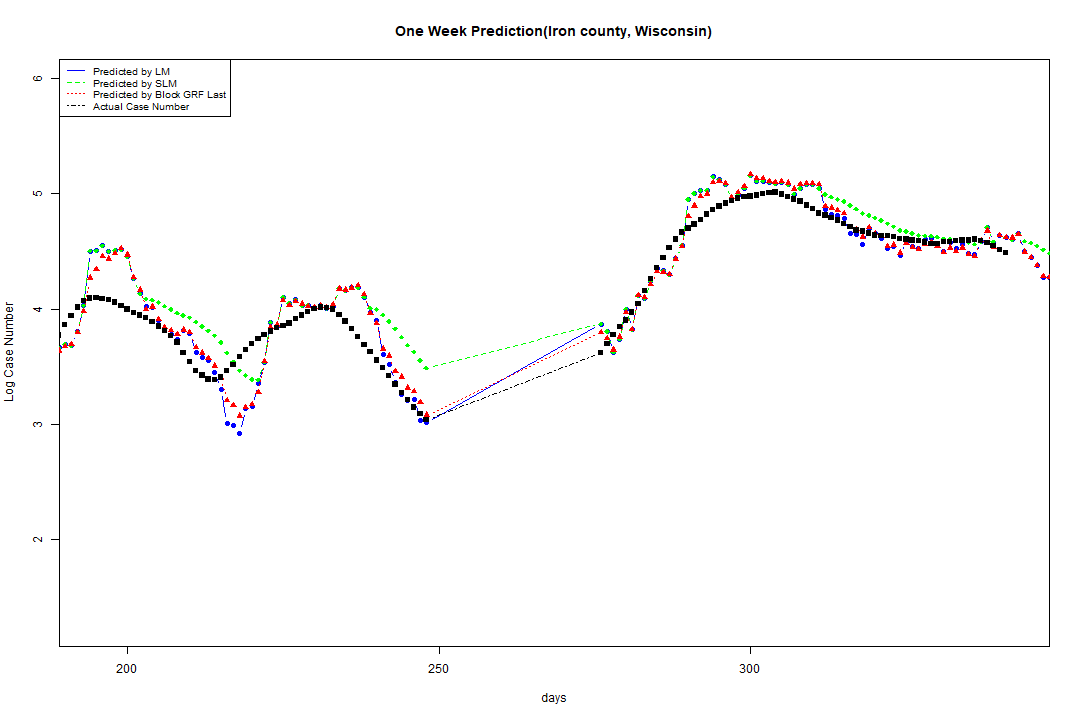 One Week Prediction(Iron county, Wisconsin)
Predicted by LM
Predicted by SLM
Predicted by Block GRF Last
Actual Case Number
6
5
4
3
2
Log Case Number
200
250
300
days